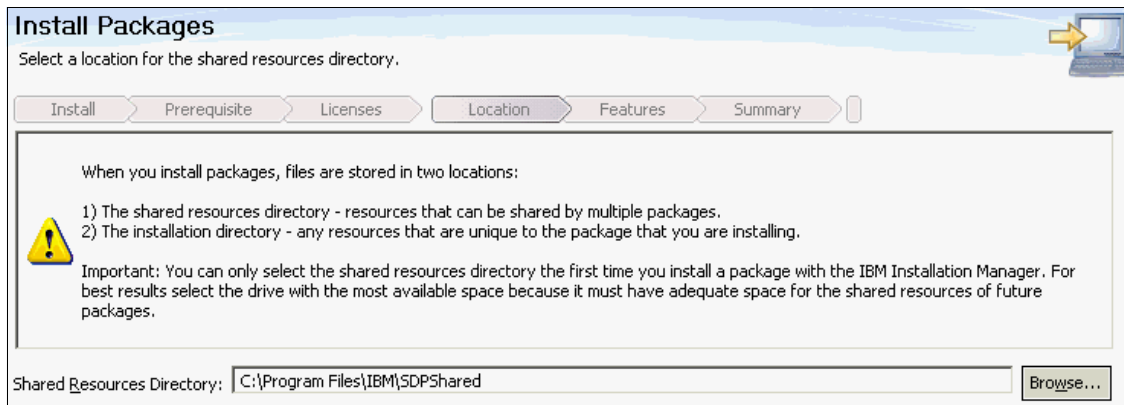 Install Packages
Select a location for the shared resources directory.
Install Prerequisite Licenses Location Features Summary
When you install packages, files are stored in two locations:
1) The shared resources directory - resources that can be shared by multiple packages.
2) The installation directory - any resources that are unique to the package that you are installing.
Important: You can only select the shared resources directory the first time you install a package with the IBM Installation Manager. For
best results select the drive with the most available space because it must have adequate space for the shared resources of future
packages.
Shared Resources Directory: C:\Program Files\IBM\SDPShared Browse...